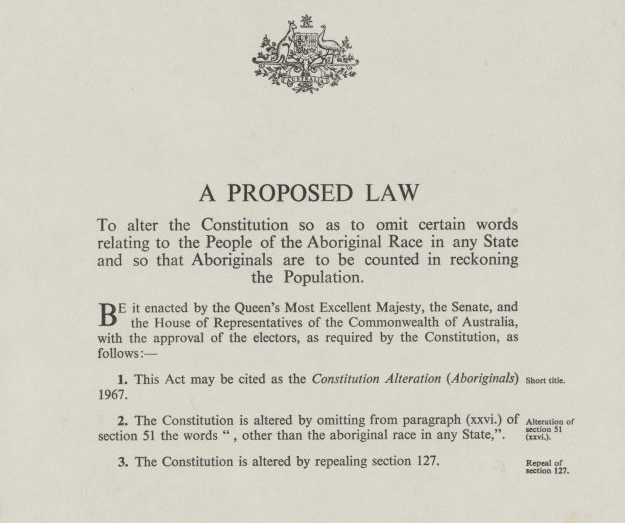 AUSTRALIA
A PROPOSED LAW
To alter the Constitution so as to omit certain words
relating to the People of the Aboriginal Race in any State
and so that Aboriginals are to be counted in reckoning
the Population.
BE it enacted by the Queen's Most Excellent Majesty, the Senate, and
the House of Representatives of the Commonwealth of Australia,
with the approval of the electors, as required by the Constitution, as
follows:—
1. This Act may be cited as the Constitution Alteration (Aboriginals) Short title.
1967.
2. The Constitution is altered by omitting from paragraph (xxvi.) of
section 51 the words “ , other than the aboriginal race in any State,”.
Alteration of
section 51
(xxvi.).
3. The Constitution is altered by repealing section 127.
Repeal of
section 127.